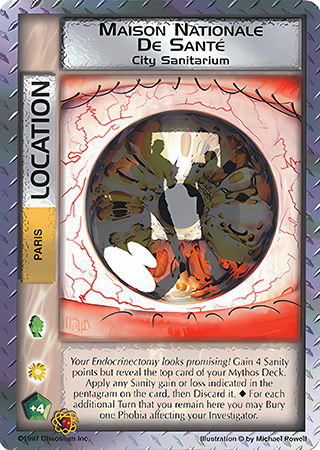 MAISON NATIONALE
DE SANTÉ
City Sanitarium
LOCATION
PARIS
Your Endocrinectomy looks promising! Gain 4 Sanity
points but reveal the top card of your Mythos Deck.
Apply any Sanity gain or loss indicated in the
pentagram on the card, then Discard it. ◆ For each
additional Turn that you remain here you may Bury
one Phobia affecting your Investigator.
+4
©1997 Chaosium Inc.
Illustration © by Michael Powell